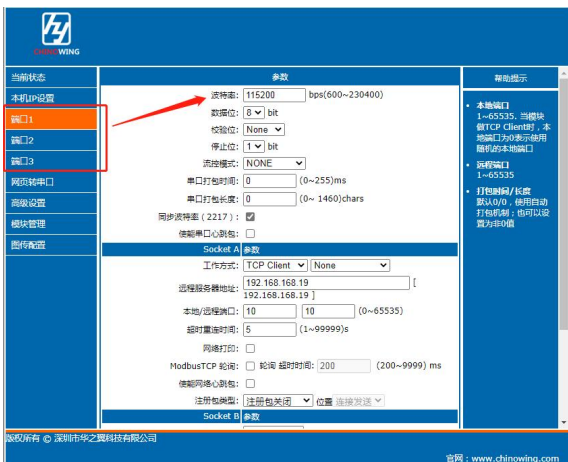 CHINOWING
当前状态
本机IP设置
端口1
端口2
端口3
网页转串口
高级设置
模块管理
图传配置
参数
波特率: 115200 bps(600~230400)
数据位: 8 bit
校验位: None
停止位: 1 bit
流控模式: NONE
串口打包时间: 0 (0~255)ms
串口打包长度: 0 (0~ 1460)chars
同步波特率（2217）:
使能串口心跳包:
Socket A 参数
工作方式: TCP Client None
远程服务器地址: 192.168.168.19 [
192.168.168.19 ]
本地/远程端口: 10 10 (0~65535)
超时重连时间: 5 (1~99999)s
网络打印:
ModbusTCP 轮询: 轮询 超时时间: 200 (200~9999) ms
使能网络心跳包:
注册包类型: 注册包关闭 位置 连接发送
Socket B 参数
帮助提示
• 本地端口
1~65535. 当模块
做TCP Client时，本
地端口为0表示使用
随机的本地端口
• 远程端口
1~65535
• 打包时间/长度
默认0/0，使用自动
打包机制；也可以设
置为非0值
版权所有 © 深圳市华之翼科技有限公司
官网：www.chinowing.com